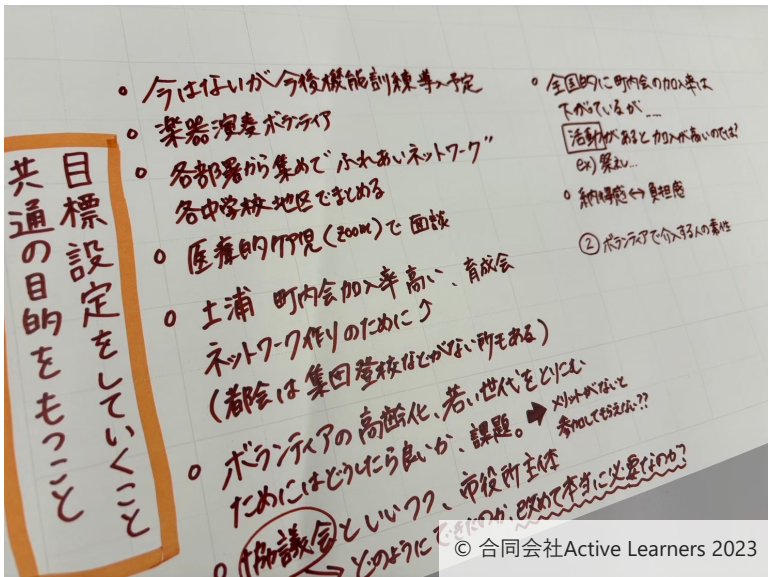 目標設定をしていくこと
共通の目的をもつこと
・今はないが今後機能訓練導入予定
・楽器演奏ボランティア
・各部署から集めて"ふれあいネットワーク"
各中学校地区でまとめる
・医療的ケア児(zoom)で面談
・土浦 町内会加入率高い、育成会
ネットワーク作りのために↑
(都会は集団登校などがない所もある)
・ボランティアの高齢化、若い世代をとりこむ
ためにはどうしたら良いか、課題。
➡メリットがないと
参加してもらえない??
・協議会といいつつ、市役所主体
→どのようにできたのか、改めて本当に必要なのか?
・全国的に町内会の加入率は
下がっているが....
活動があると加入が高いのでは?
ex)祭り...
・納得感↔負担感
②ボランティアで介入する人の素性
© 合同会社Active Learners 2023